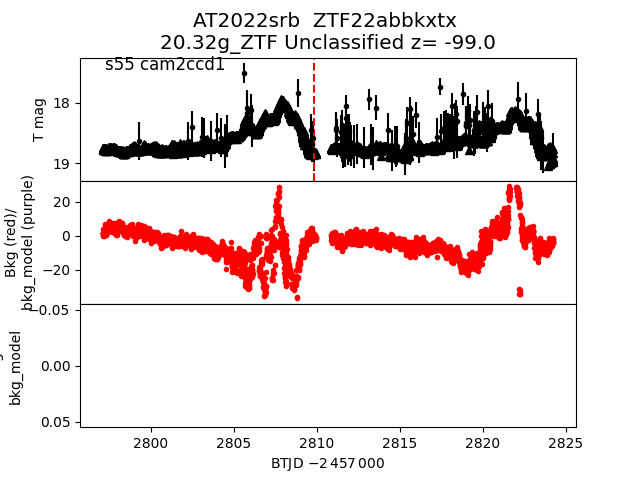 AT2022srb  ZTF22abbkxtx
20.32g_ZTF Unclassified z= -99.0
s55 cam2ccd1
T mag
18
19
Bkg (red)/
bkg_model (purple)
20
0
−20
bkg_model
−0.05
0.00
0.05
2800 2805 2810 2815 2820 2825
BTJD −2 457 000